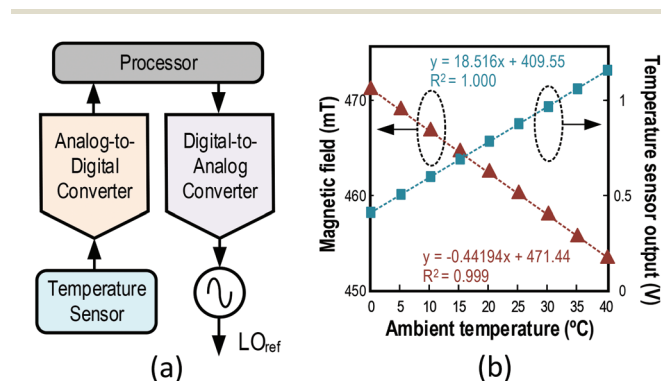 Processor
Analog-to-
Digital
Converter
Digital-to-
Analog
Converter
Temperature
Sensor
LOref
(a)
y = 18.516x + 409.55
R² = 1.000
y = -0.44194x + 471.44
R² = 0.999
Magnetic field (mT)
470
460
450
Temperature sensor output (V)
1
0.5
0
0 5 10 15 20 25 30 35 40
Ambient temperature (ºC)
(b)